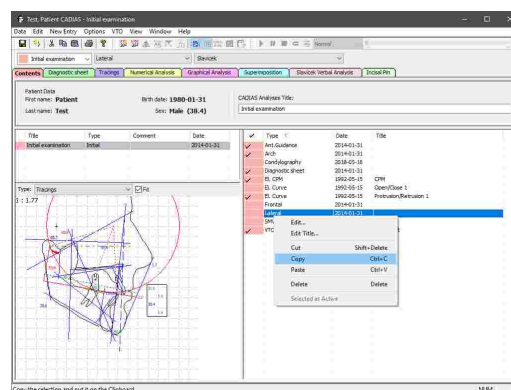 Test, Patient CADIAS - Initial examination
Data Edit New Entry Options VTO View Window Help
Normal
Initial examination Lateral Slavicek
Contents Diagnostic sheet Tracings Numerical Analysis Graphical Analysis Superimposition Slavicek Verbal Analysis Incisal Pin
Patient Data
First name: Patient Birth date: 1980-01-31 CADIAS Analyses Title:
Last name: Test Sex: Male (38.4) Initial examination
Title Type Comment Date Type Date Title
Initial examination Initial 2014-01-31
Ant.Guidance 2014-01-31
Arch 2014-01-31
Condylography 2018-05-16
Diagnostic sheet 2014-01-31
El. CPM 1992-05-15 CPM
El. Curve 1992-05-15 Open/Close 1
El. Curve 1992-05-15 Protrusion/Retrusion 1
Frontal 2014-01-31
Lateral 2014-01-31
SMV
VTO
Type: Tracings Fit
1 : 1.77
Edit...
Edit Title...
Cut Shift+Delete
Copy Ctrl+C
Paste Ctrl+V
Delete Delete
Selected as Active
Copy the selection and put it on the Clipboard NUM